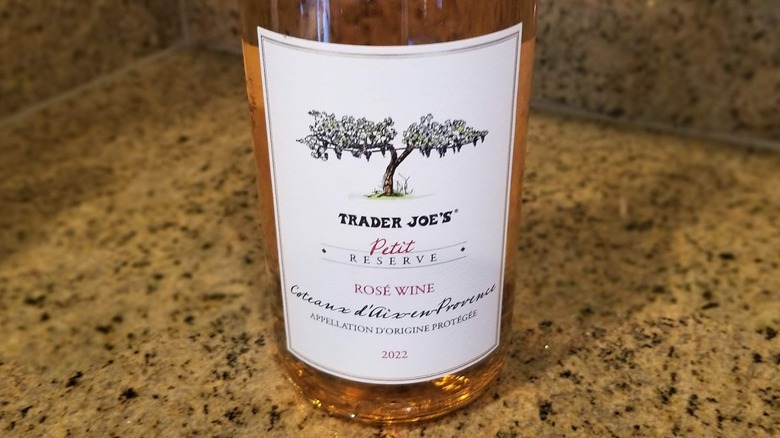 TRADER JOE'S®
Petit
RESERVE
ROSÉ WINE
Coteaux d'Aix-en-Provence
APPELLATION D'ORIGINE PROTÉGÉE
2022